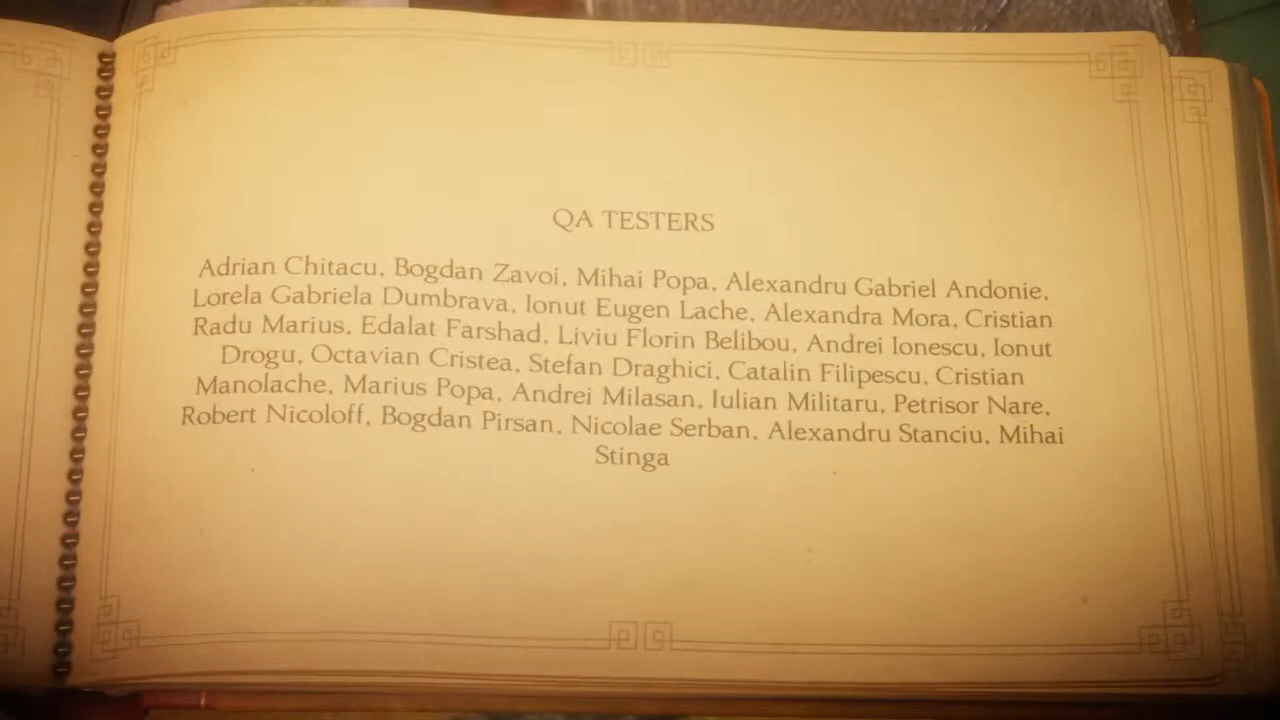 QA TESTERS
Adrian Chitacu, Bogdan Zavoi, Mihai Popa, Alexandru Gabriel Andonie,
Lorela Gabriela Dumbrava, Ionut Eugen Lache, Alexandra Mora, Cristian
Radu Marius, Edalat Farshad, Liviu Florin Belibou, Andrei Ionescu, Ionut
Drogu, Octavian Cristea, Stefan Draghici, Catalin Filipescu, Cristian
Manolache, Marius Popa, Andrei Milasan, Iulian Militaru, Petrisor Nare,
Robert Nicoloff, Bogdan Pirsan, Nicolae Serban, Alexandru Stanciu, Mihai
Stinga